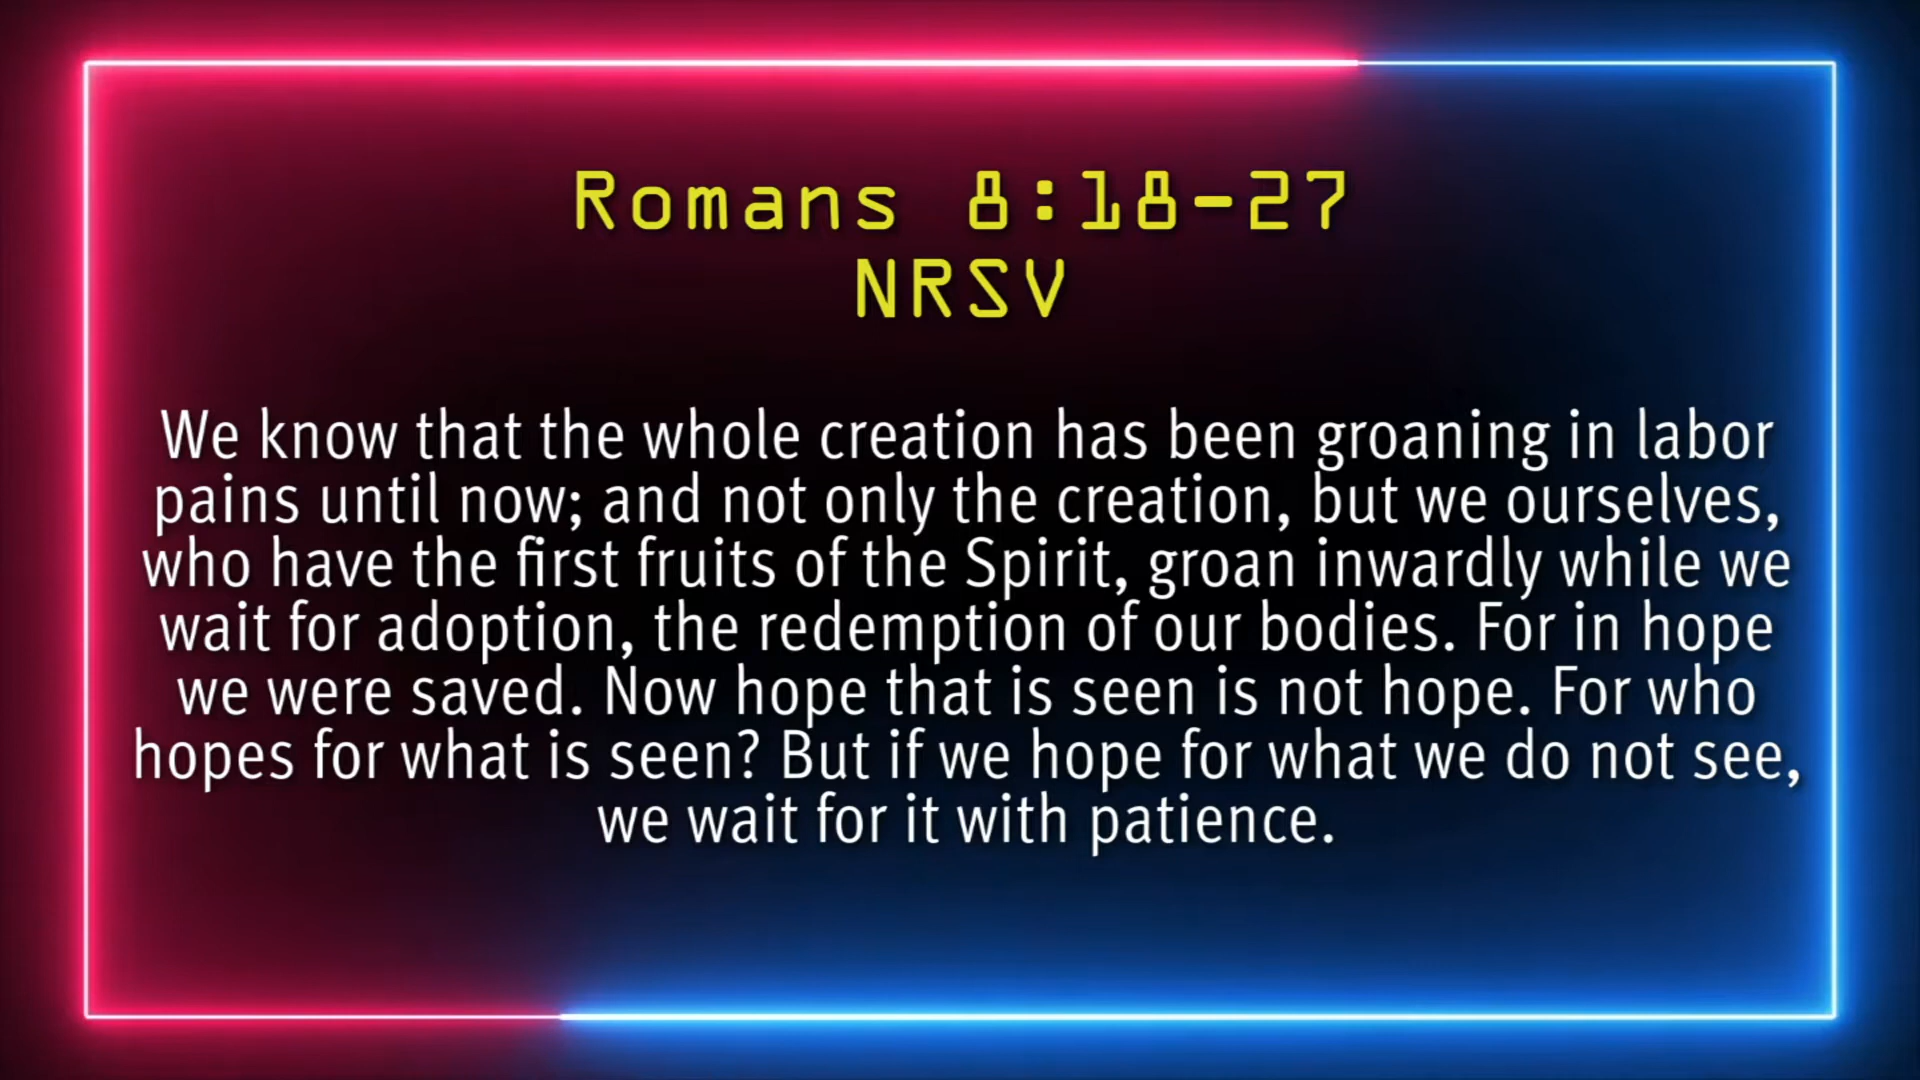 Romans 8:18-27
NRSV
We know that the whole creation has been groaning in labor
pains until now; and not only the creation, but we ourselves,
who have the first fruits of the Spirit, groan inwardly while we
wait for adoption, the redemption of our bodies. For in hope
we were saved. Now hope that is seen is not hope. For who
hopes for what is seen? But if we hope for what we do not see,
we wait for it with patience.